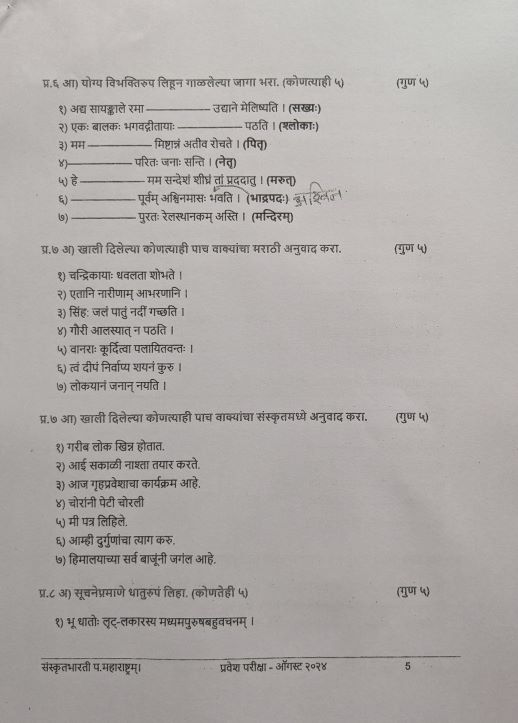 प्र.६ आ) योग्य विभक्तिरुप लिहून गाळलेल्या जागा भरा. (कोणत्याही ५) (गुण ५)
१) अद्य सायङ्काले रमा ————— उद्याने मेलिष्यति । (सख्यः)
२) एकः बालकः भगवद्गीतायाः ————— पठति । (श्लोकाः)
३) मम ————— मिष्टान्नं अतीव रोचते । (पितृ)
४)————— परितः जनाः सन्ति । (नेतृ)
५) हे ————— मम सन्देशं शीघ्रं तां प्रददातु । (मरुत्)
६) ————— पूर्वम् अश्विनमासः भवति । (भाद्रपदः) आश्विन.
७) ————— पुरतः रेलस्थानकम् अस्ति । (मन्दिरम्)
प्र.७ अ) खाली दिलेल्या कोणत्याही पाच वाक्यांचा मराठी अनुवाद करा. (गुण ५)
१) चन्द्रिकायाः धवलता शोभते ।
२) एतानि नारीणाम् आभरणानि ।
३) सिंहः जलं पातुं नदीं गच्छति ।
४) गौरी आलस्यात् न पठति ।
५) वानराः कूर्दित्वा पलायितवन्तः ।
६) त्वं दीपं निर्वाप्य शयनं कुरु ।
७) लोकयानं जनान् नयति ।
प्र.७ आ) खाली दिलेल्या कोणत्याही पाच वाक्यांचा संस्कृतमध्ये अनुवाद करा. (गुण ५)
१) गरीब लोक खिन्न होतात.
२) आई सकाळी नाश्ता तयार करते.
३) आज गृहप्रवेशाचा कार्यक्रम आहे.
४) चोरांनी पेटी चोरली
५) मी पत्र लिहिले.
६) आम्ही दुर्गुणांचा त्याग करु.
७) हिमालयाच्या सर्व बाजूंनी जगंल आहे.
प्र.८ अ) सूचनेप्रमाणे धातुरुपं लिहा. (कोणतेही ५) (गुण ५)
१) भू धातोः लृट्-लकारस्य मध्यमपुरुषबहुवचनम् ।
संस्कृतभारती प.महाराष्ट्रम्। प्रवेश परीक्षा - ऑगस्ट २०२४ 5